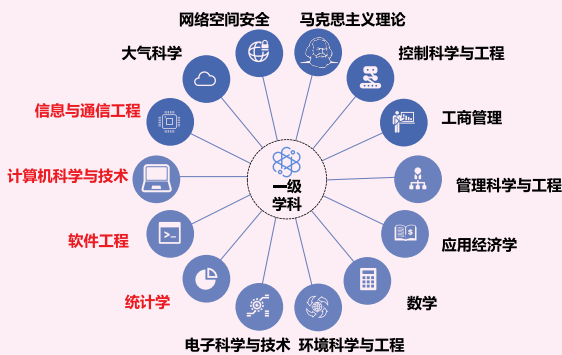 网络空间安全
马克思主义理论
大气科学
控制科学与工程
信息与通信工程
工商管理
计算机科学与技术
一级
学科
管理科学与工程
软件工程
应用经济学
统计学
数学
电子科学与技术
环境科学与工程